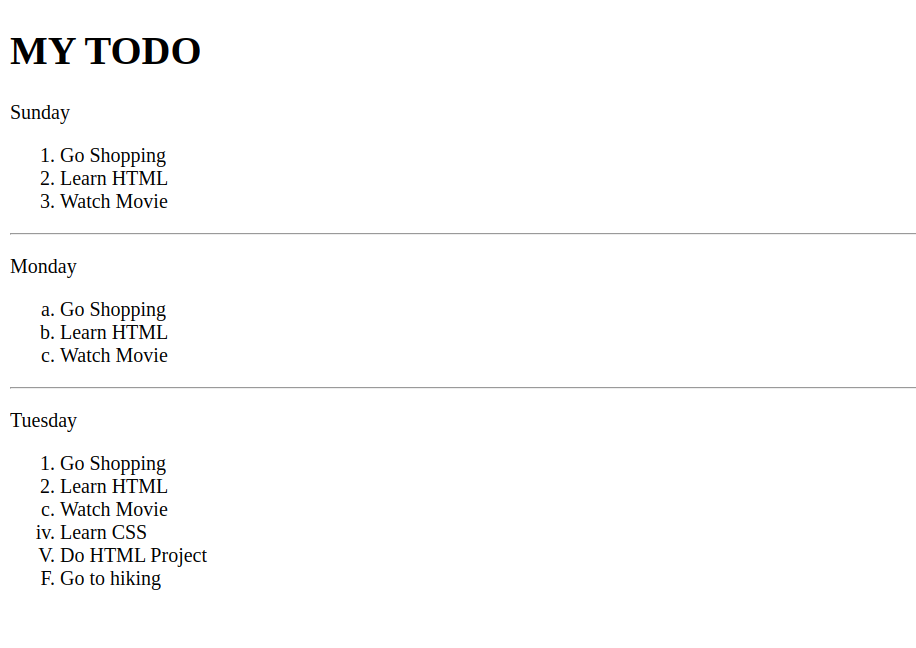 MY TODO
Sunday
1. Go Shopping
2. Learn HTML
3. Watch Movie
Monday
a. Go Shopping
b. Learn HTML
c. Watch Movie
Tuesday
1. Go Shopping
2. Learn HTML
c. Watch Movie
iv. Learn CSS
V. Do HTML Project
F. Go to hiking